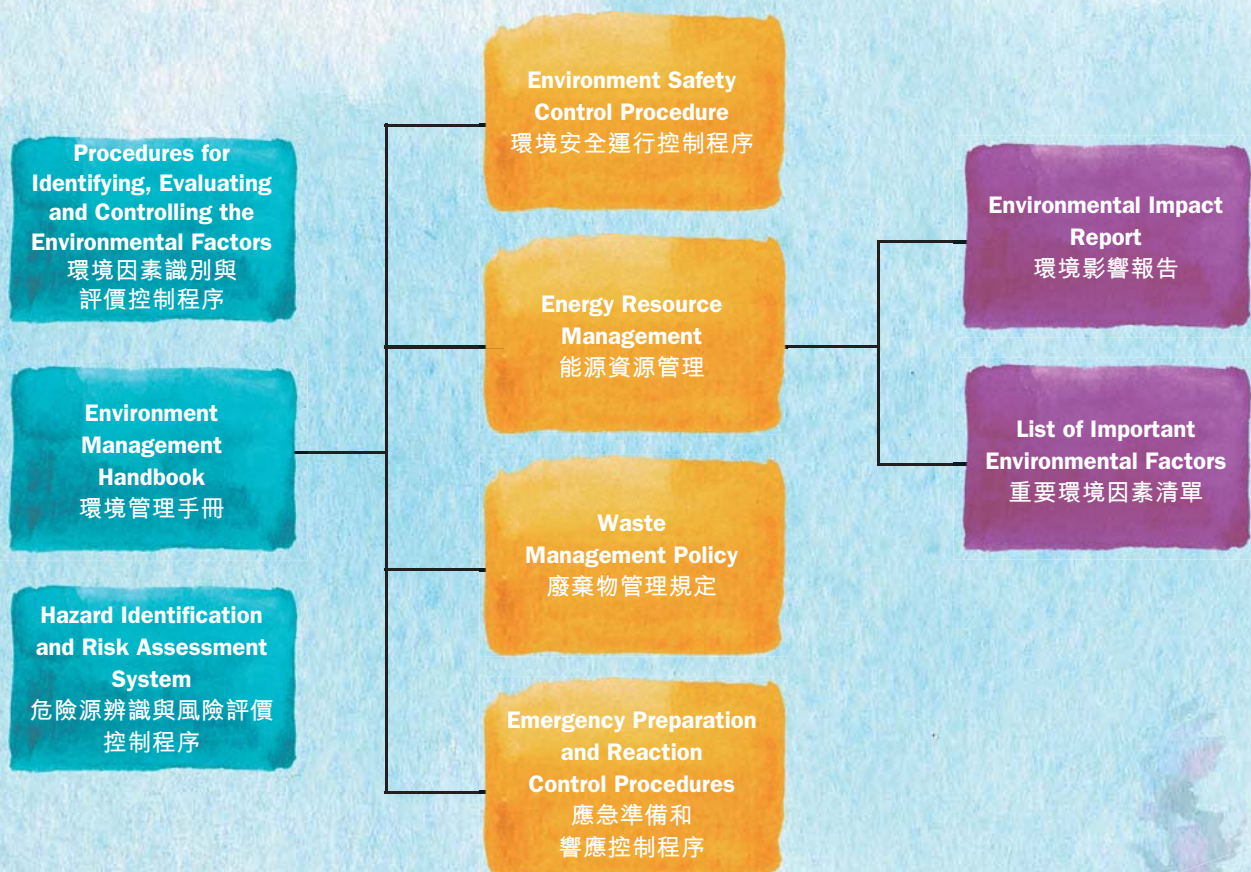 Procedures for
Identifying, Evaluating
and Controlling the
Environmental Factors
環境因素識別與
評價控制程序
Environment
Management
Handbook
環境管理手冊
Hazard Identification
and Risk Assessment
System
危險源辨識與風險評價
控制程序
Environment Safety
Control Procedure
環境安全運行控制程序
Energy Resource
Management
能源資源管理
Waste
Management Policy
廢棄物管理規定
Emergency Preparation
and Reaction
Control Procedures
應急準備和
響應控制程序
Environmental Impact
Report
環境影響報告
List of Important
Environmental Factors
重要環境因素清單